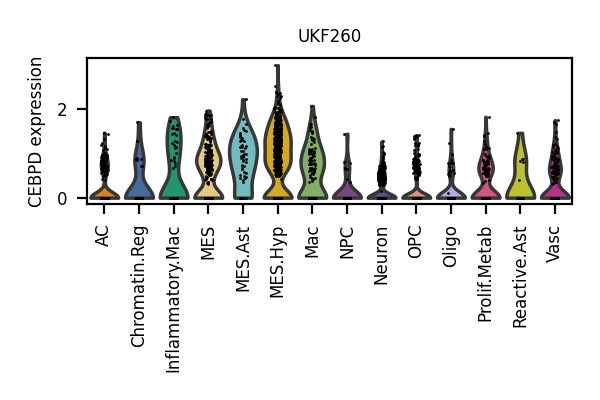 UKF260
CEBPD expression
2
0
AC
Chromatin.Reg
Inflammatory.Mac
MES
MES.Ast
MES.Hyp
Mac
NPC
Neuron
OPC
Oligo
Prolif.Metab
Reactive.Ast
Vasc